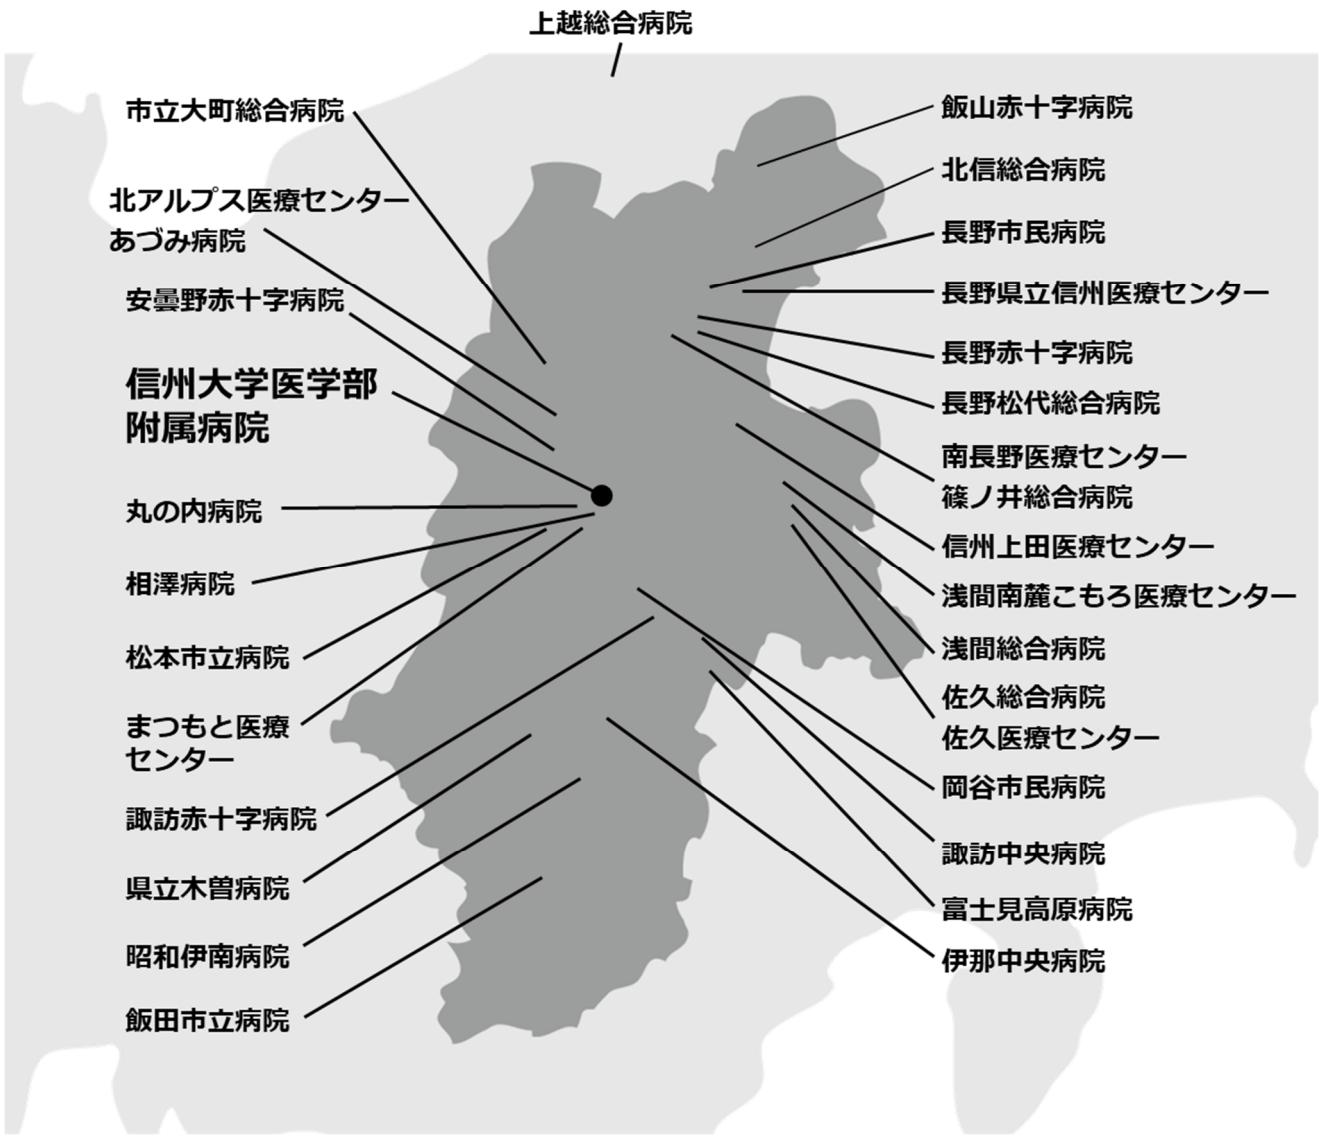 上越総合病院
市立大町総合病院
北アルプス医療センター
あづみ病院
安曇野赤十字病院
信州大学医学部
附属病院
丸の内病院
相澤病院
松本市立病院
まつもと医療
センター
諏訪赤十字病院
県立木曽病院
昭和伊南病院
飯田市立病院
飯山赤十字病院
北信総合病院
長野市民病院
長野県立信州医療センター
長野赤十字病院
長野松代総合病院
南長野医療センター
篠ノ井総合病院
信州上田医療センター
浅間南麓こもろ医療センター
浅間総合病院
佐久総合病院
佐久医療センター
岡谷市民病院
諏訪中央病院
富士見高原病院
伊那中央病院